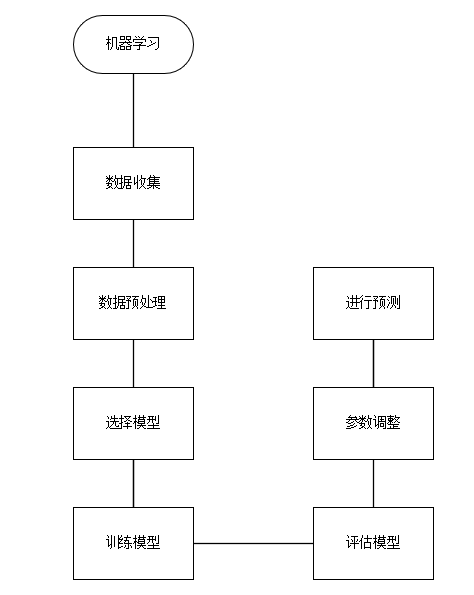 机器学习
数据收集
数据预处理
选择模型
训练模型
评估模型
参数调整
进行预测